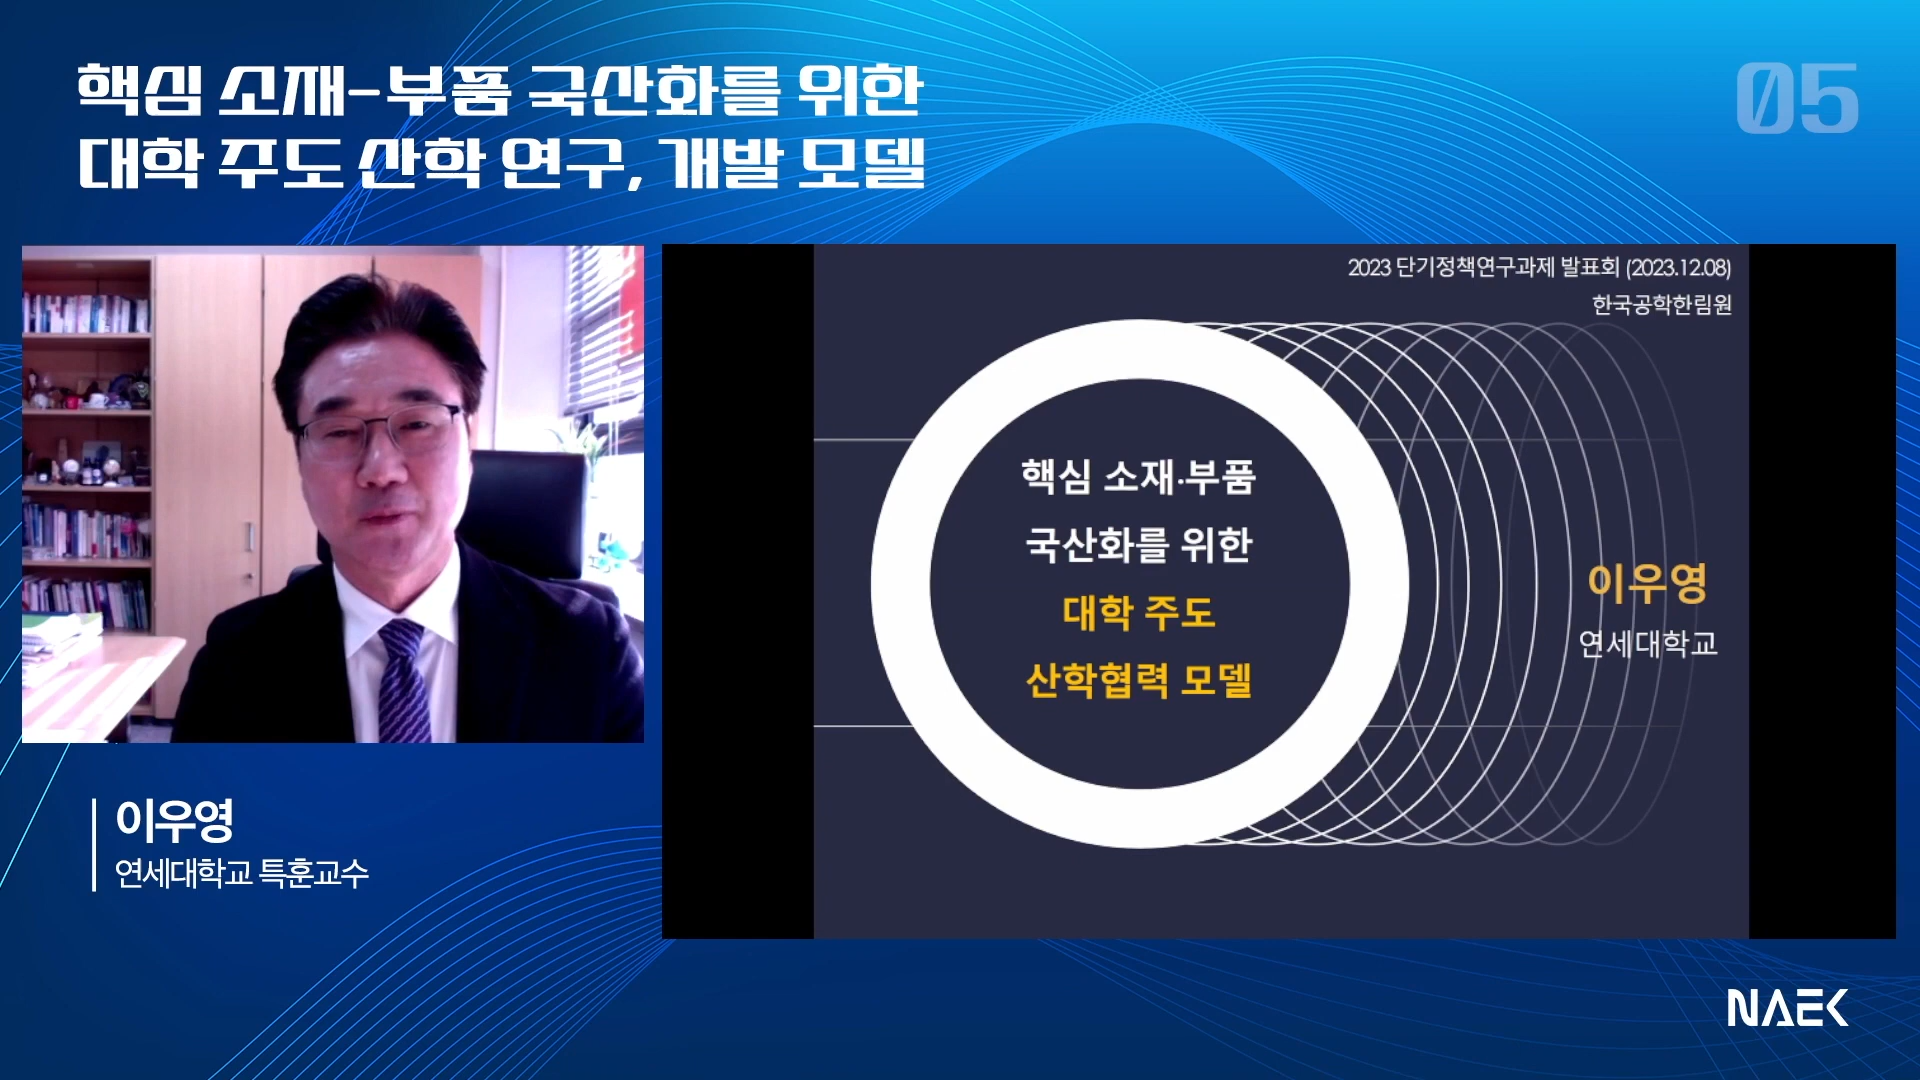 핵심 소재-부품 국산화를 위한
대학 주도 산학 연구, 개발 모델
05
2023 단기정책연구과제 발표회 (2023.12.08)
한국공학한림원
핵심 소재·부품
국산화를 위한
대학 주도
산학협력 모델
이우영
연세대학교
이우영
연세대학교 특훈교수
NAEK